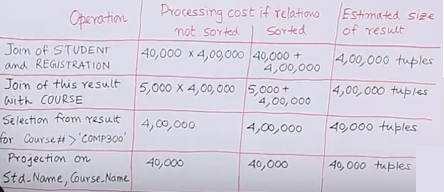 Operation
Processing cost if relations
not sorted
Sorted
Estimated size
of result
Join of STUDENT
and REGISTRATION
40,000 x 4,00,000
40,000 +
4,00,000
4,00,000 tuples
Join of this result
with COURSE
5,000 x 4,00,000
5,000 +
4,00,000
4,00,000 tuples
Selection from result
for Course# > 'COMP300'
4,00,000
4,00,000
40,000 tuples
Projection on
Std_Name, Course_Name
40,000
40,000
40,000 tuples